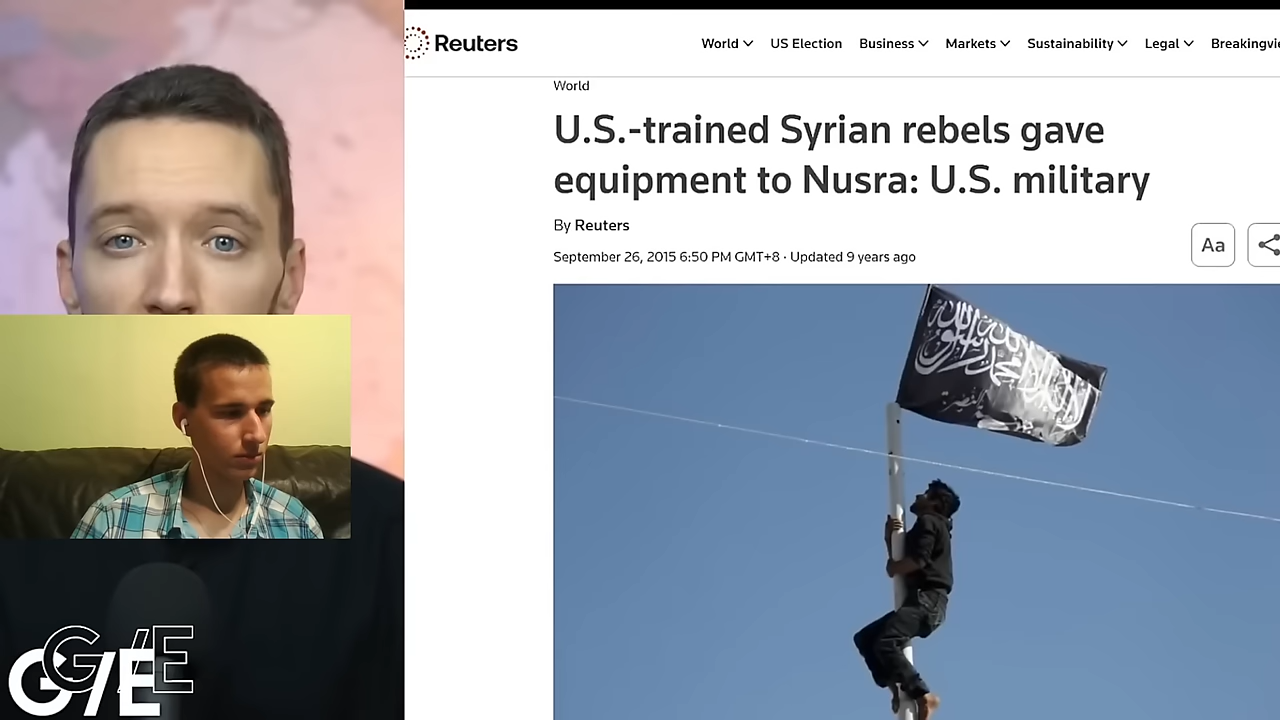 Reuters
World
US Election
Business
Markets
Sustainability
Legal
World
U.S.-trained Syrian rebels gave
equipment to Nusra: U.S. military
By Reuters
September 26, 2015 6:50 PM GMT+8 · Updated 9 years ago
Aa
G/E
G/E